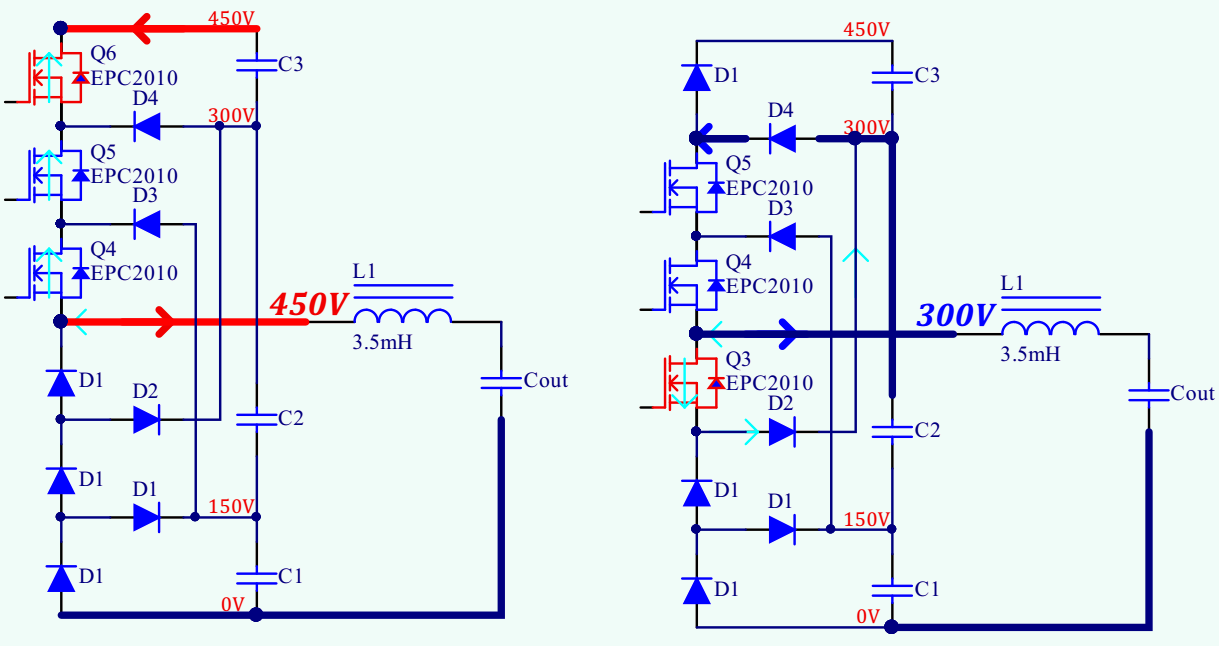 450V
Q6
EPC2010
C3
D4
300V
Q5
EPC2010
D3
Q4
EPC2010
L1
450V
3.5mH
D1
D2
Cout
C2
D1
D1
150V
D1
C1
0V
450V
D1
C3
D4
300V
Q5
EPC2010
D3
Q4
EPC2010
L1
300V
3.5mH
Q3
EPC2010
D2
Cout
C2
D1
D1
150V
D1
C1
0V